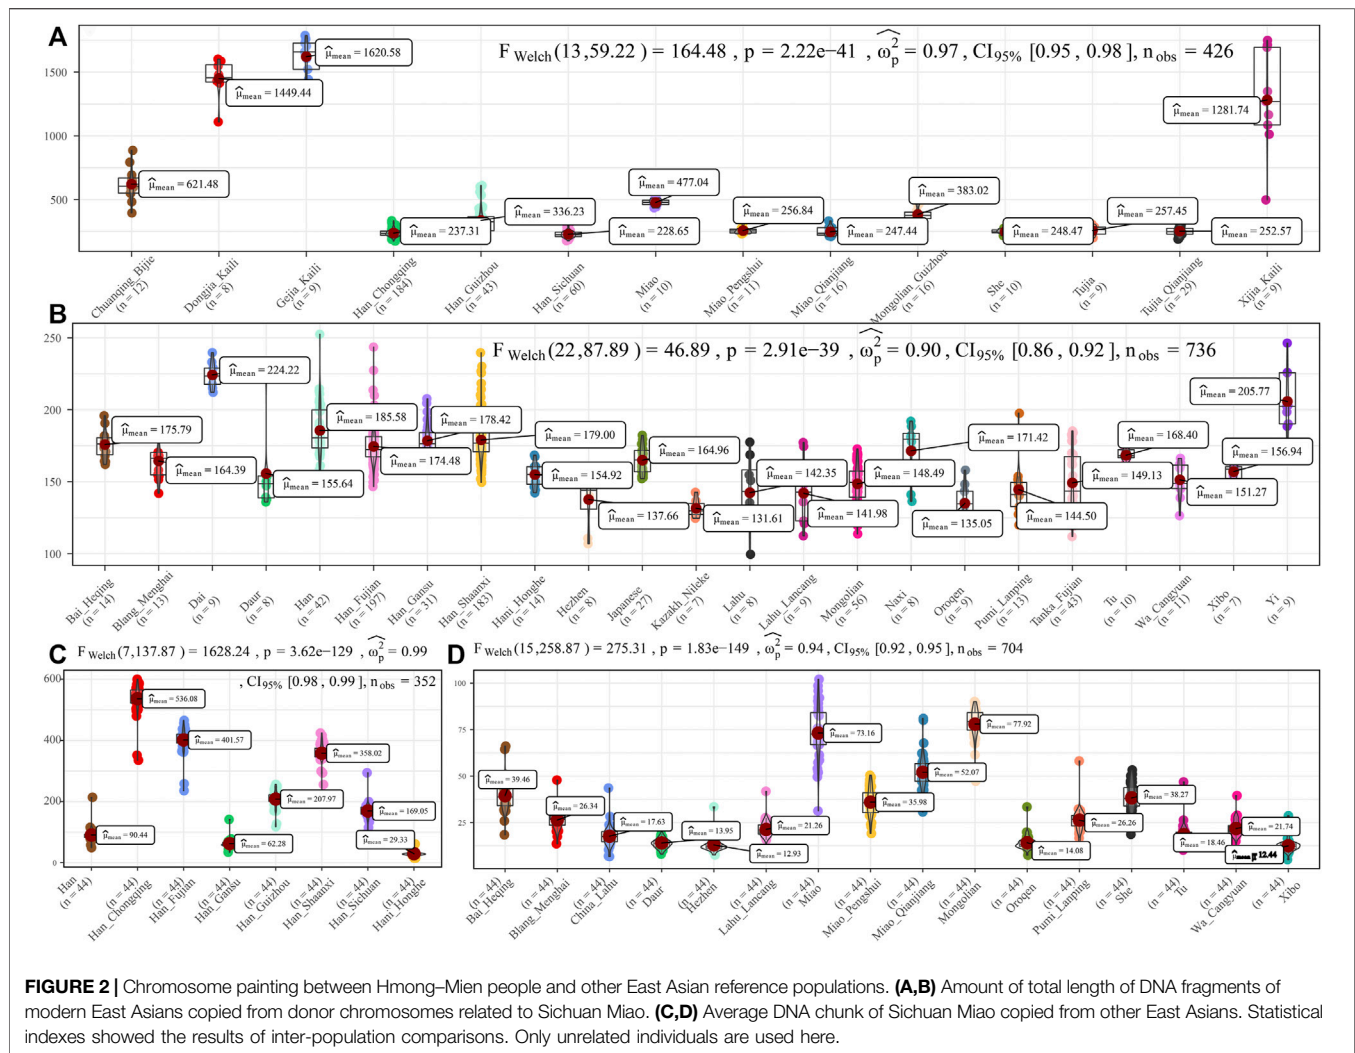 A
F Welch (13,59.22) = 164.48 , p = 2.22e−41 , ω̂²p = 0.97 , CI95% [0.95 , 0.98], nobs = 426
1500
1000
500
μ̂mean = 621.48
μ̂mean = 1449.44
μ̂mean = 1620.58
μ̂mean = 237.31
μ̂mean = 336.23
μ̂mean = 228.65
μ̂mean = 477.04
μ̂mean = 256.84
μ̂mean = 247.44
μ̂mean = 383.02
μ̂mean = 248.47
μ̂mean = 257.45
μ̂mean = 252.57
μ̂mean = 1281.74
Chuanqing_Bijie
(n = 12)
Dongjia_Kaili
(n = 8)
Gejia_Kaili
(n = 9)
Han_Chongqing
(n = 184)
Han_Guizhou
(n = 43)
Han_Sichuan
(n = 60)
Miao
(n = 10)
Miao_Pengshui
(n = 11)
Miao_Qianjiang
(n = 16)
Mongolian_Guizhou
(n = 16)
She
(n = 10)
Tujia
(n = 9)
Tujia_Qianjiang
(n = 29)
Xijia_Kaili
(n = 9)
B
F Welch (22,87.89) = 46.89 , p = 2.91e−39 , ω̂²p = 0.90 , CI95% [0.86 , 0.92], nobs = 736
250
200
150
100
μ̂mean = 175.79
μ̂mean = 164.39
μ̂mean = 224.22
μ̂mean = 155.64
μ̂mean = 185.58
μ̂mean = 174.48
μ̂mean = 178.42
μ̂mean = 179.00
μ̂mean = 154.92
μ̂mean = 137.66
μ̂mean = 164.96
μ̂mean = 131.61
μ̂mean = 142.35
μ̂mean = 141.98
μ̂mean = 148.49
μ̂mean = 171.42
μ̂mean = 135.05
μ̂mean = 144.50
μ̂mean = 149.13
μ̂mean = 168.40
μ̂mean = 151.27
μ̂mean = 156.94
μ̂mean = 205.77
Bai_Heqing
(n = 14)
Blang_Menghai
(n = 13)
Dai
(n = 9)
Daur
(n = 8)
Han
(n = 42)
Han_Fujian
(n = 197)
Han_Gansu
(n = 31)
Han_Shaanxi
(n = 183)
Hani_Honghe
(n = 14)
Hezhen
(n = 8)
Japanese
(n = 27)
Kazakh_Nileke
(n = 7)
Lahu
(n = 8)
Lahu_Lancang
(n = 9)
Mongolian
(n = 56)
Naxi
(n = 8)
Oroqen
(n = 9)
Pumi_Lanping
(n = 13)
Tanka_Fujian
(n = 43)
Tu
(n = 10)
Wa_Cangyuan
(n = 11)
Xibo
(n = 7)
Yi
(n = 9)
C
F Welch (7,137.87) = 1628.24 , p = 3.62e−129 , ω̂²p = 0.99
, CI95% [0.98 , 0.99], nobs = 352
600
400
200
0
μ̂mean = 90.44
μ̂mean = 536.08
μ̂mean = 401.57
μ̂mean = 62.28
μ̂mean = 207.97
μ̂mean = 358.02
μ̂mean = 169.05
μ̂mean = 29.33
Han
(n = 44)
(n = 44)
Han_Chongqing
(n = 44)
Han_Fujian
(n = 44)
Han_Gansu
(n = 44)
Han_Guizhou
(n = 44)
Han_Shaanxi
(n = 44)
Han_Sichuan
(n = 44)
Hani_Honghe
D
F Welch (15,258.87) = 275.31 , p = 1.83e−149 , ω̂²p = 0.94 , CI95% [0.92 , 0.95], nobs = 704
100
75
50
25
μ̂mean = 39.46
μ̂mean = 26.34
μ̂mean = 17.63
μ̂mean = 13.95
μ̂mean = 12.93
μ̂mean = 21.26
μ̂mean = 73.16
μ̂mean = 35.98
μ̂mean = 52.07
μ̂mean = 77.92
μ̂mean = 14.08
μ̂mean = 26.26
μ̂mean = 38.27
μ̂mean = 18.46
μ̂mean = 21.74
μ̂mean = 12.44
(n = 44)
Bai_Heqing
(n = 44)
Blang_Menghai
(n = 44)
China_Lahu
(n = 44)
Daur
(n = 44)
Hezhen
(n = 44)
Lahu_Lancang
(n = 44)
Miao
(n = 44)
Miao_Pengshui
(n = 44)
Miao_Qianjiang
(n = 44)
Mongolian
(n = 44)
Oroqen
(n = 44)
Pumi_Lanping
(n = 44)
She
(n = 44)
Tu
(n = 44)
Wa_Cangyuan
(n = 44)
Xibo
FIGURE 2 | Chromosome painting between Hmong–Mien people and other East Asian reference populations. (A,B) Amount of total length of DNA fragments of
modern East Asians copied from donor chromosomes related to Sichuan Miao. (C,D) Average DNA chunk of Sichuan Miao copied from other East Asians. Statistical
indexes showed the results of inter-population comparisons. Only unrelated individuals are used here.